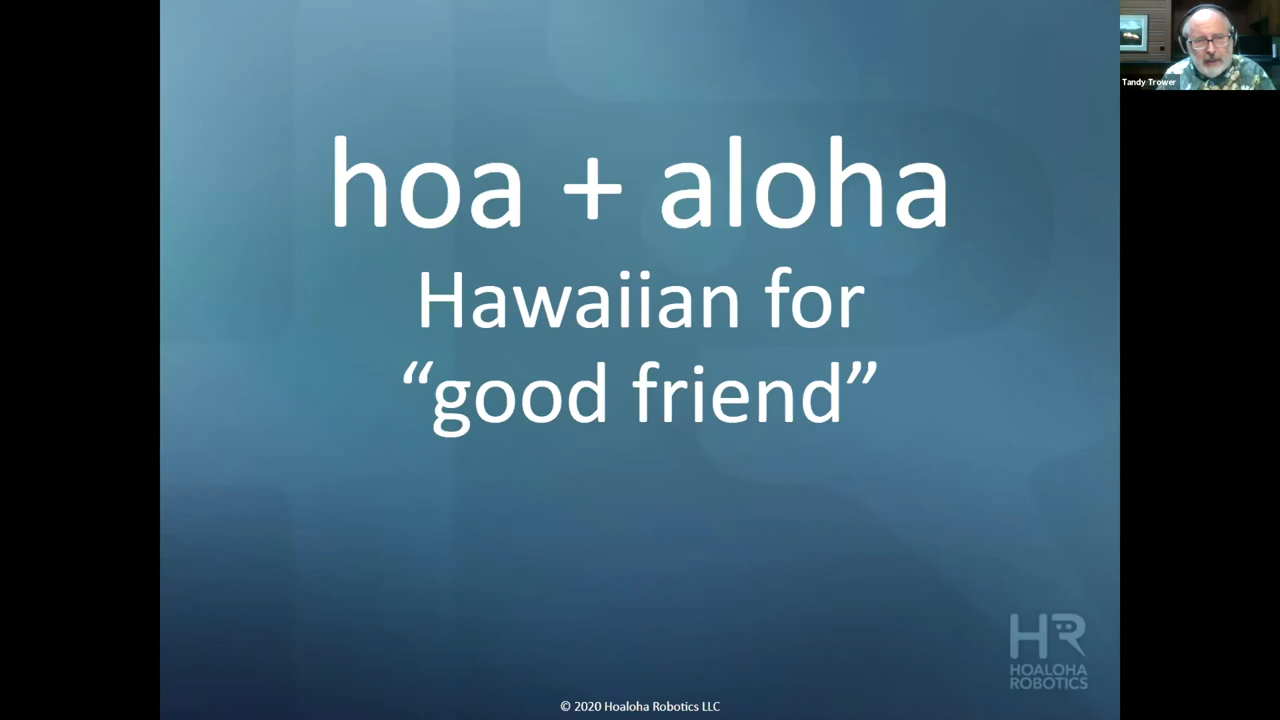 Tandy Trower
hoa + aloha
Hawaiian for
“good friend”
HR
HOALOHA
ROBOTICS
© 2020 Hoaloha Robotics LLC